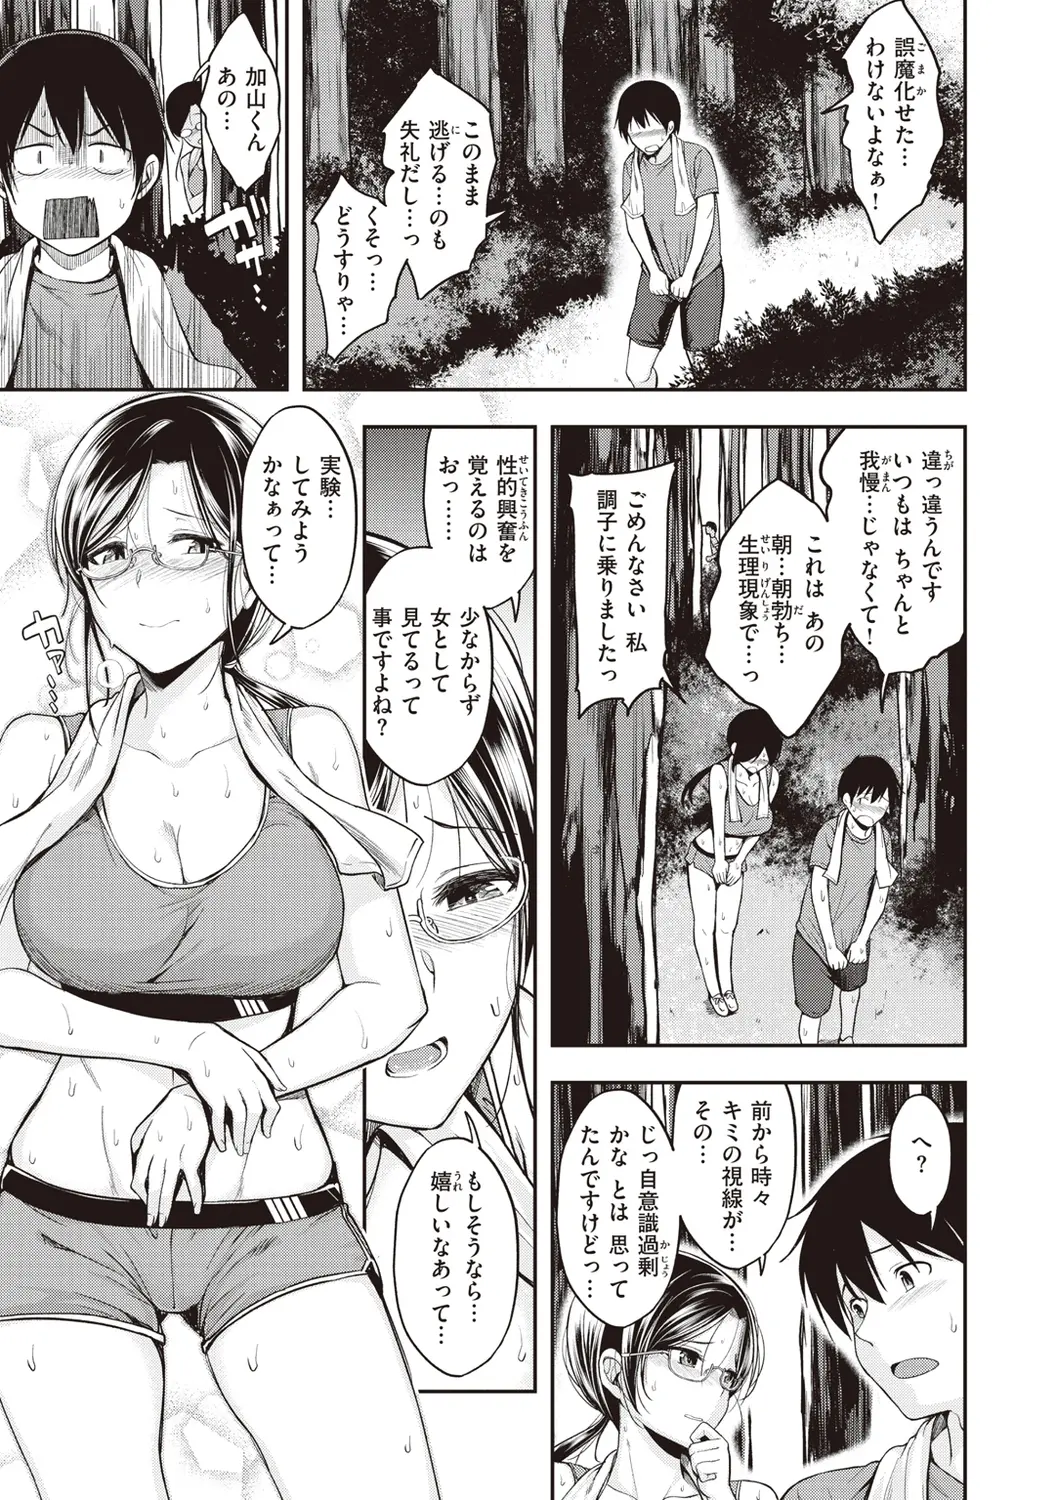 誤魔化せた…
わけないよなぁ！
このまま
逃げる…のも
失礼だし…っ
くそっ…
どうすりゃ…
加山くん
あの…
ガサ…
違っ違うんです
いつもは ちゃんと
我慢…じゃなくて！
これは あの
朝…朝勃ち…
生理現象で…っ
ごめんなさい 私
調子に乗りましたっ
へ？
前から時々
キミの視線が…
その…
じっ自意識過剰
かな とは 思って
たんですけどっ…
性的興奮を
覚えるのは
おっ……
少なからず
女として
見てるって
事ですよね？
もしそうなら…
嬉しいなあって…
実験…
してみよう
かなぁって…